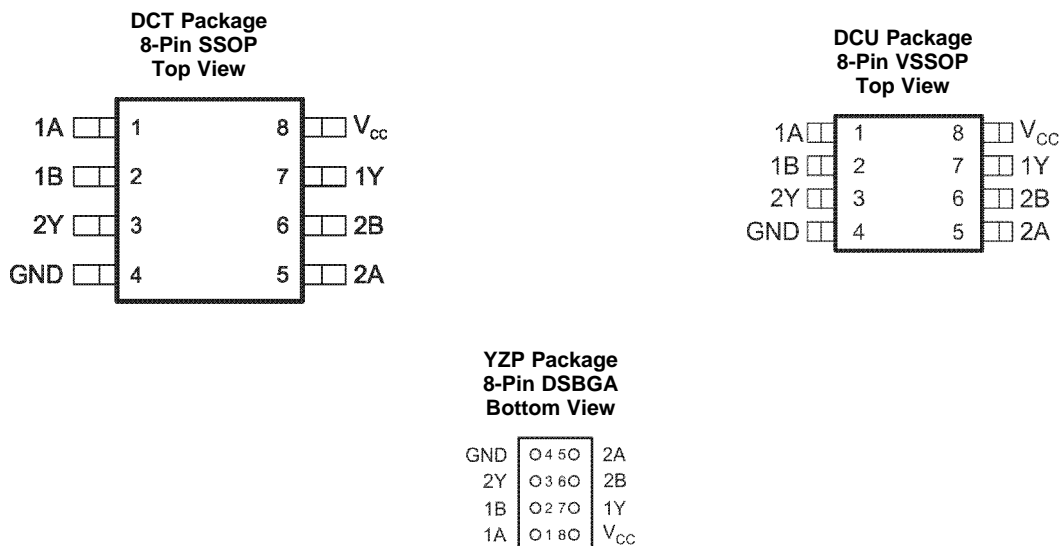 DCT Package
8-Pin SSOP
Top View
1A 1 8 Vcc
1B 2 7 1Y
2Y 3 6 2B
GND 4 5 2A
DCU Package
8-Pin VSSOP
Top View
1A 1 8 VCC
1B 2 7 1Y
2Y 3 6 2B
GND 4 5 2A
YZP Package
8-Pin DSBGA
Bottom View
GND 4 5 2A
2Y 3 6 2B
1B 2 7 1Y
1A 1 8 VCC